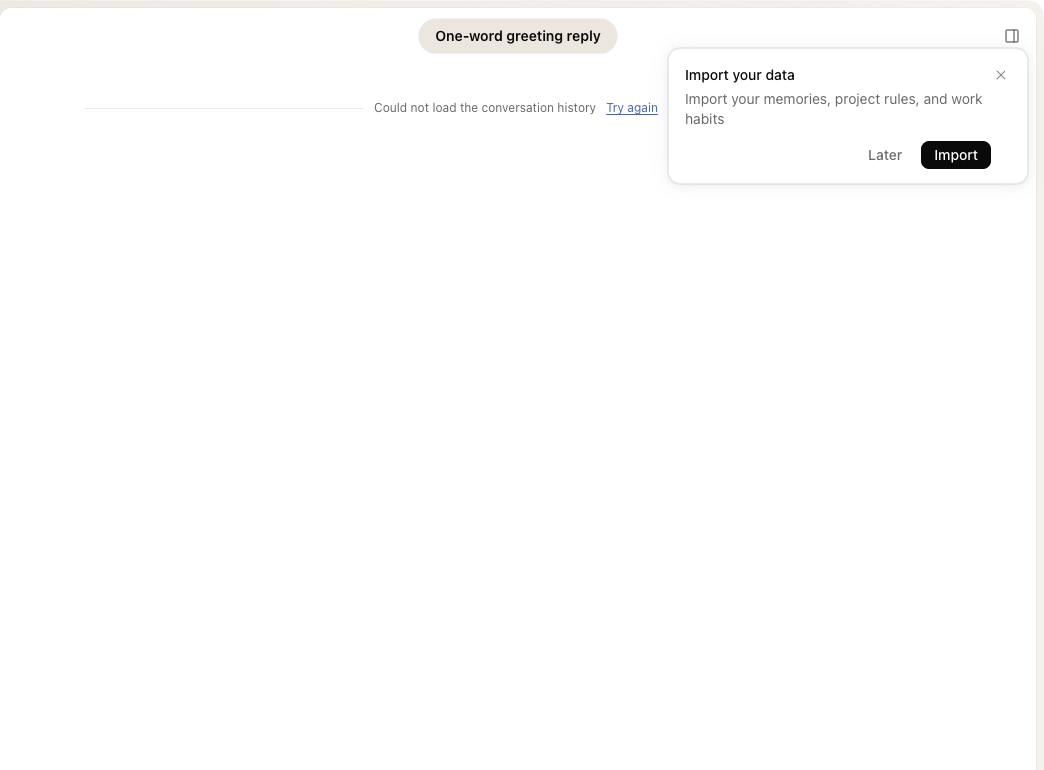 One-word greeting reply
Import your data
Import your memories, project rules, and work
habits
Later Import
Could not load the conversation history Try again